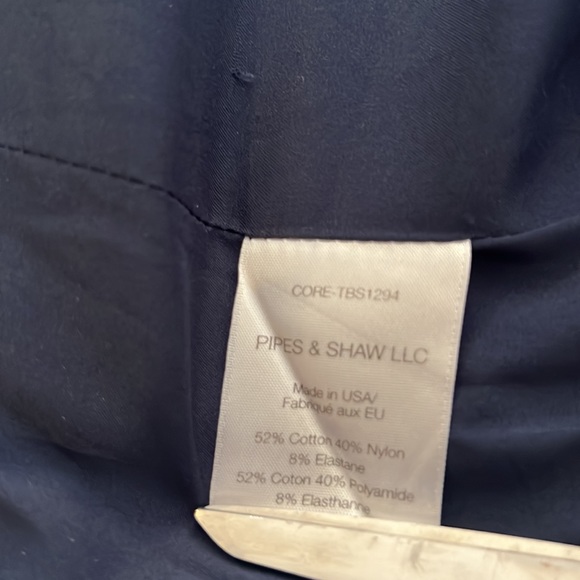 CORE-TBS1294
PIPES & SHAW LLC
Made in USA/
Fabriqué aux EU
52% Cotton 40% Nylon
8% Elastane
52% Coton 40% Polyamide
8% Elasthanne